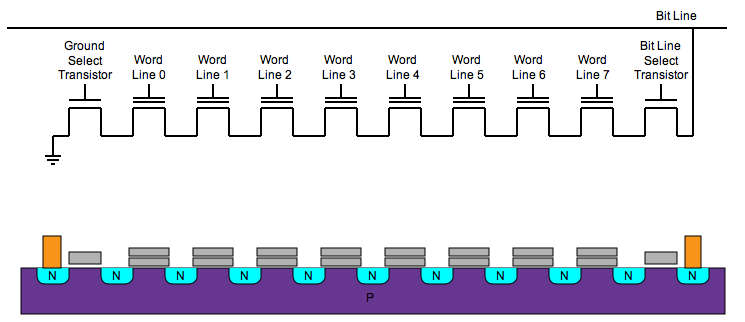 Bit Line
Ground
Select
Transistor
Word
Line 0
Word
Line 1
Word
Line 2
Word
Line 3
Word
Line 4
Word
Line 5
Word
Line 6
Word
Line 7
Bit Line
Select
Transistor
N
N
N
N
N
N
N
N
N
N
N
P